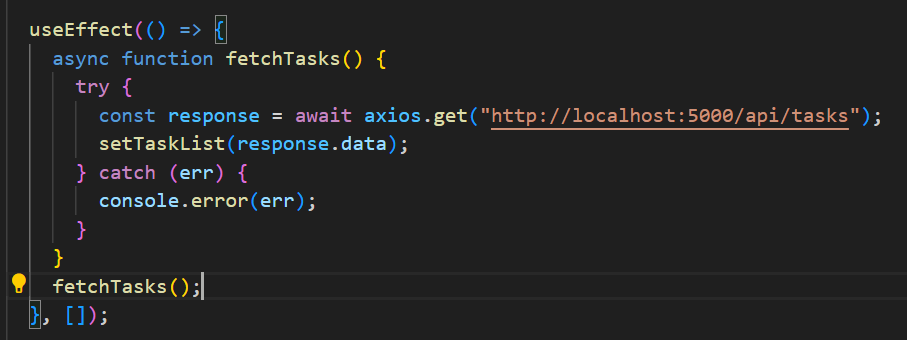 useEffect(() => {
  async function fetchTasks() {
    try {
      const response = await axios.get("http://localhost:5000/api/tasks");
      setTaskList(response.data);
    } catch (err) {
      console.error(err);
    }
  }
  fetchTasks();
}, []);